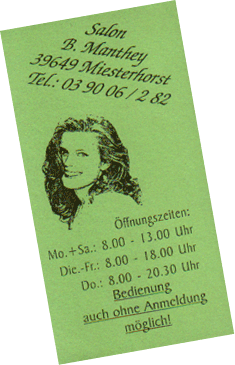 Salon
B. Manthey
39649 Miesterhorst
Tel.: 03 90 06 / 2 82
Öffnungszeiten:
Mo.+Sa.: 8.00 - 13.00 Uhr
Die.-Fr.: 8.00 - 18.00 Uhr
Do.: 8.00 - 20.30 Uhr
Bedienung
auch ohne Anmeldung
möglich!